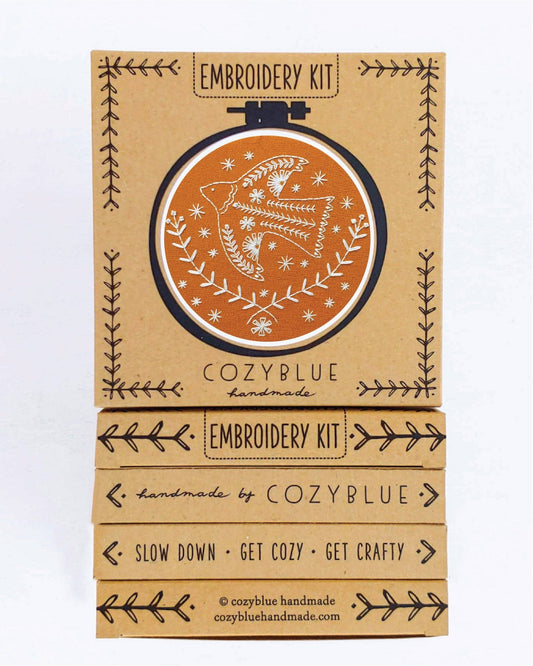 EMBROIDERY KIT
COZYBLUE
handmade
EMBROIDERY KIT
handmade by COZYBLUE
SLOW DOWN · GET COZY · GET CRAFTY
© cozyblue handmade
cozybluehandmade.com